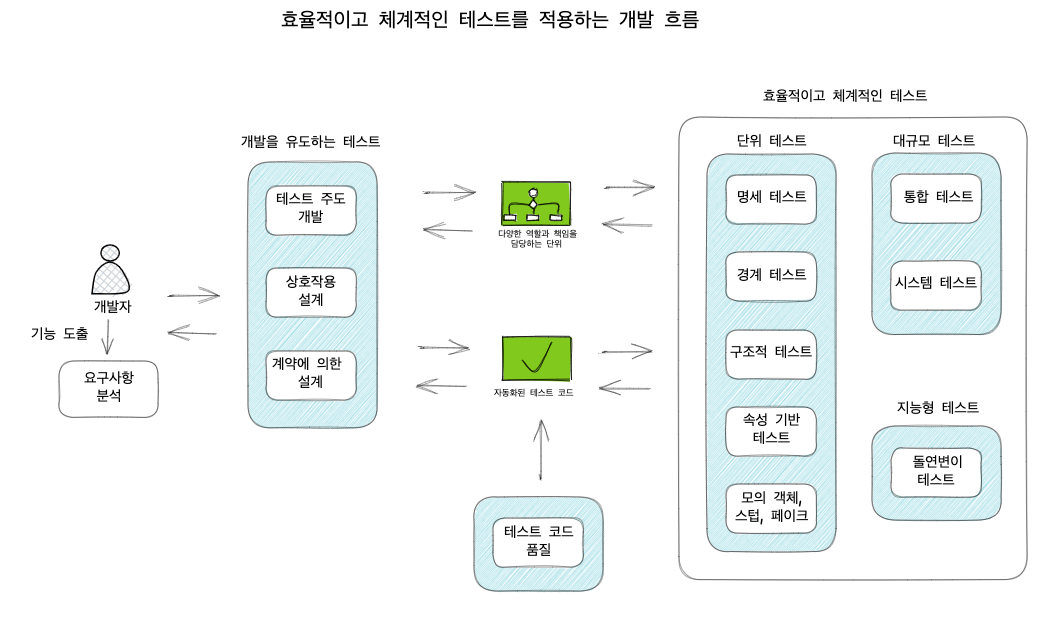 효율적이고 체계적인 테스트를 적용하는 개발 흐름
개발자
기능 도출
요구사항
분석
개발을 유도하는 테스트
테스트 주도
개발
상호작용
설계
계약에 의한
설계
다양한 역할과 책임을
담당하는 단위
자동화된 테스트 코드
테스트 코드
품질
효율적이고 체계적인 테스트
단위 테스트
명세 테스트
경계 테스트
구조적 테스트
속성 기반
테스트
모의 객체,
스텁, 페이크
대규모 테스트
통합 테스트
시스템 테스트
지능형 테스트
돌연변이
테스트